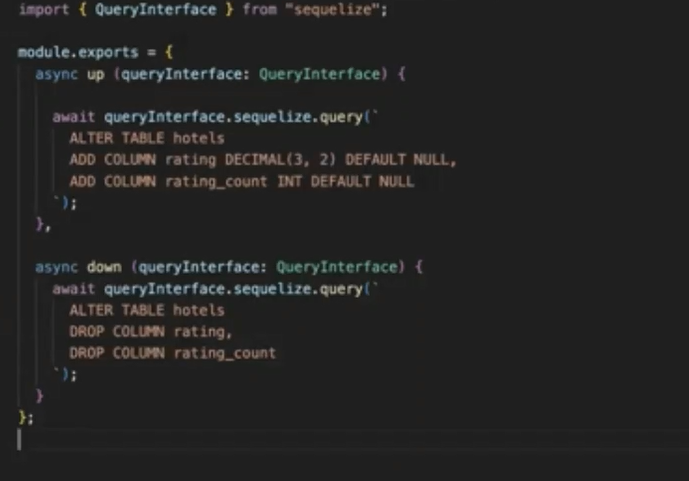 import { QueryInterface } from "sequelize";
module.exports = {
async up (queryInterface: QueryInterface) {
await queryInterface.sequelize.query(`
ALTER TABLE hotels
ADD COLUMN rating DECIMAL(3, 2) DEFAULT NULL,
ADD COLUMN rating_count INT DEFAULT NULL
`);
},
async down (queryInterface: QueryInterface) {
await queryInterface.sequelize.query(`
ALTER TABLE hotels
DROP COLUMN rating,
DROP COLUMN rating_count
`);
}
};